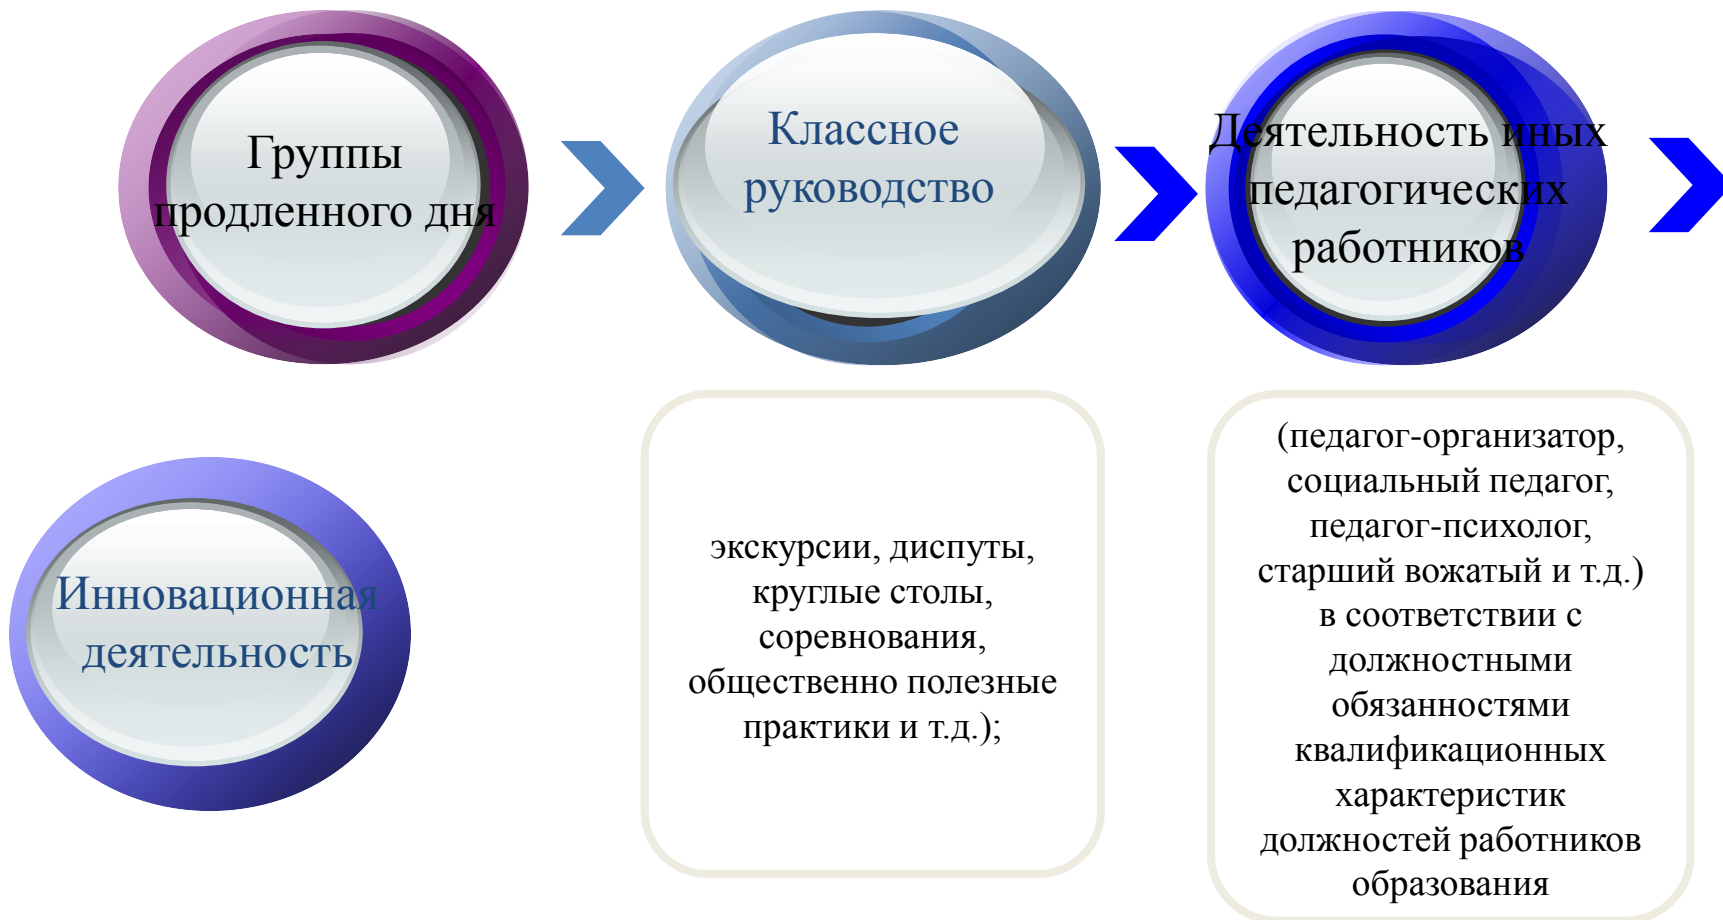 Группы
продленного дня
Классное
руководство
Деятельность иных
педагогических
работников
Инновационная
деятельность
экскурсии, диспуты,
круглые столы,
соревнования,
общественно полезные
практики и т.д.);
(педагог-организатор,
социальный педагог,
педагог-психолог,
старший вожатый и т.д.)
в соответствии с
должностными
обязанностями
квалификационных
характеристик
должностей работников
образования